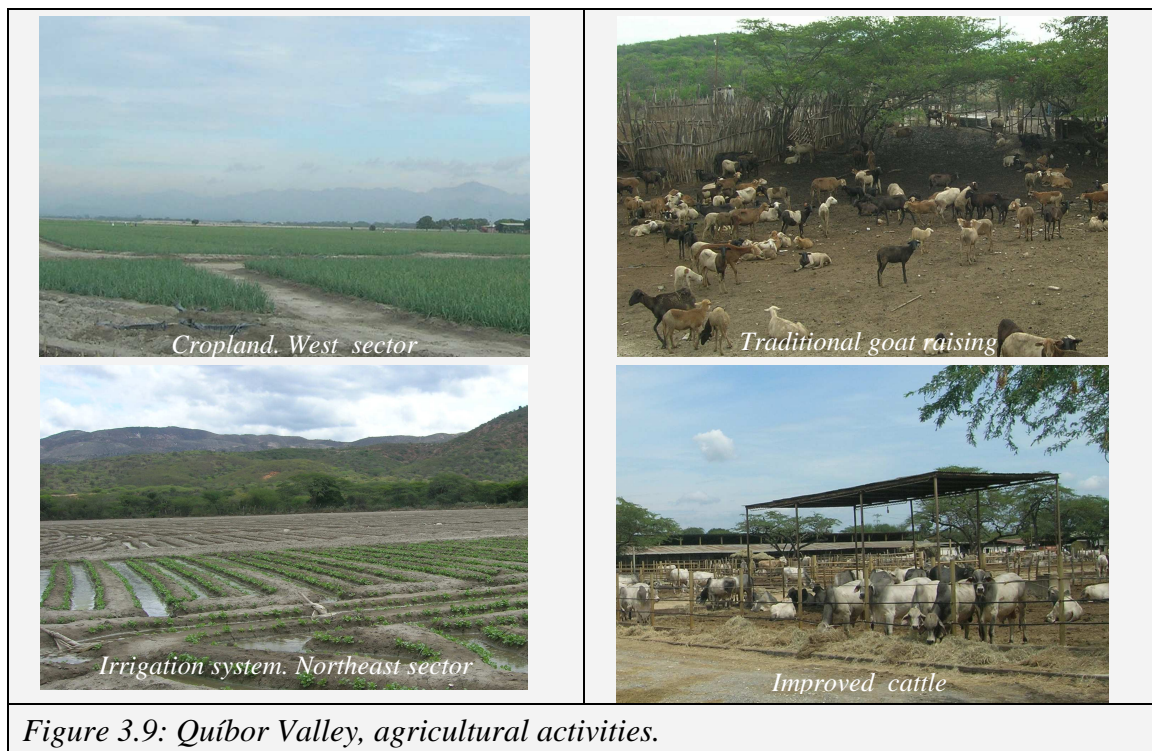 Cropland. West sector
Traditional goat raising
Irrigation system. Northeast sector
Improved cattle
Figure 3.9: Quíbor Valley, agricultural activities.